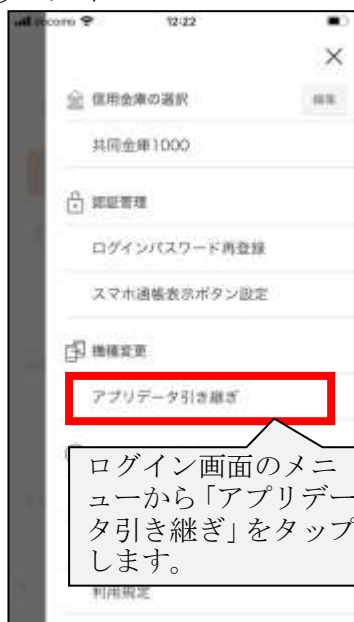 docomo 12:22
信用金庫の選択 編集
共同金庫1000
認証管理
ログインパスワード再登録
スマホ通帳表示ボタン設定
機種変更
アプリデータ引き継ぎ
ログイン画面のメニ
ューから「アプリデー
タ引き継ぎ」をタップ
します。
利用規定